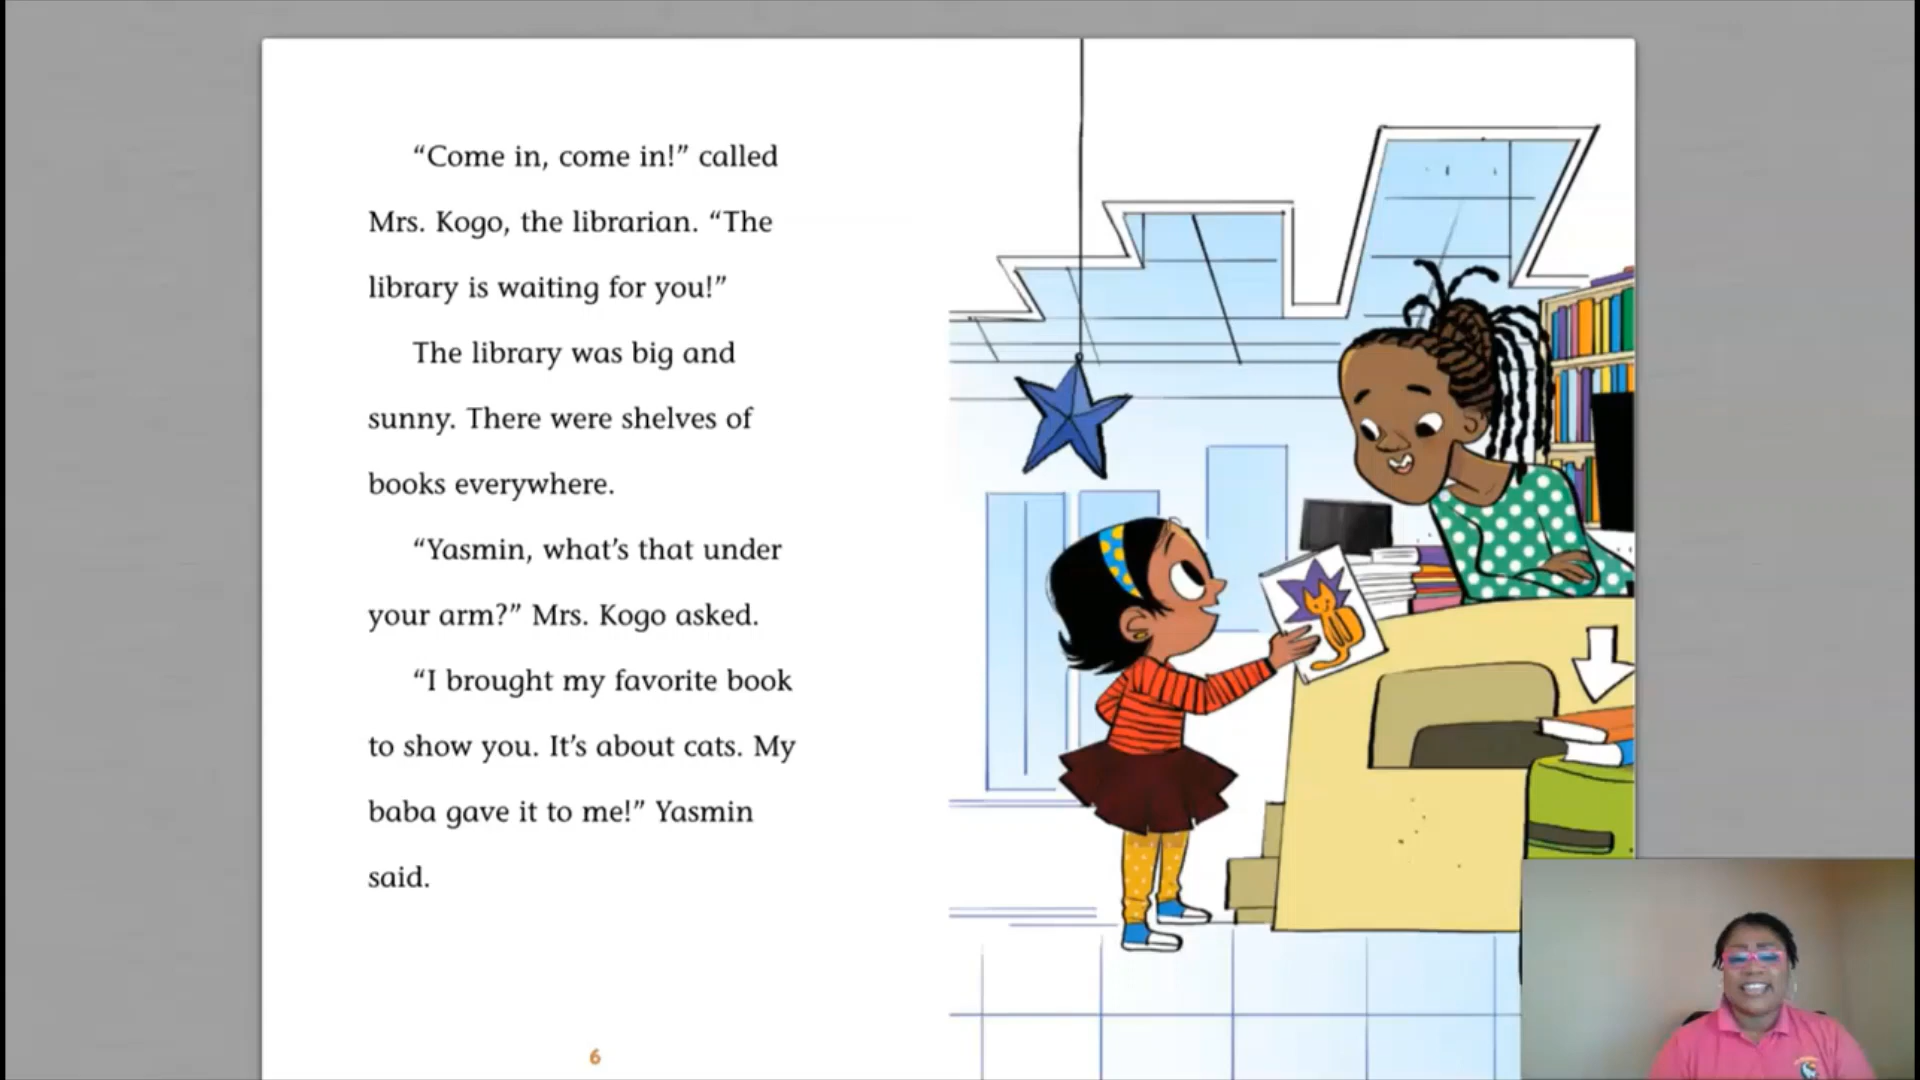 “Come in, come in!” called
Mrs. Kogo, the librarian. “The
library is waiting for you!”
The library was big and
sunny. There were shelves of
books everywhere.
“Yasmin, what’s that under
your arm?” Mrs. Kogo asked.
“I brought my favorite book
to show you. It’s about cats. My
baba gave it to me!” Yasmin
said.
6